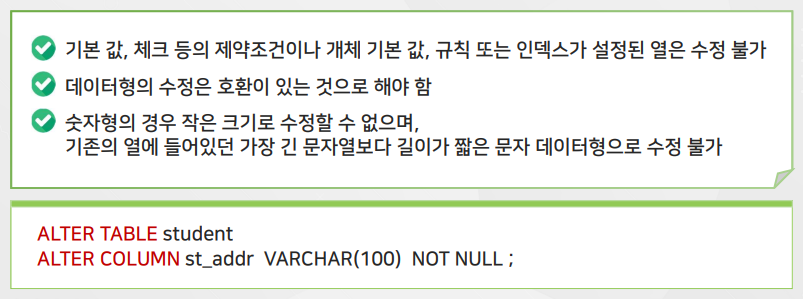 기본 값, 체크 등의 제약조건이나 개체 기본 값, 규칙 또는 인덱스가 설정된 열은 수정 불가
데이터형의 수정은 호환이 있는 것으로 해야 함
숫자형의 경우 작은 크기로 수정할 수 없으며,
기존의 열에 들어있던 가장 긴 문자열보다 길이가 짧은 문자 데이터형으로 수정 불가
ALTER TABLE student
ALTER COLUMN st_addr  VARCHAR(100)  NOT NULL ;